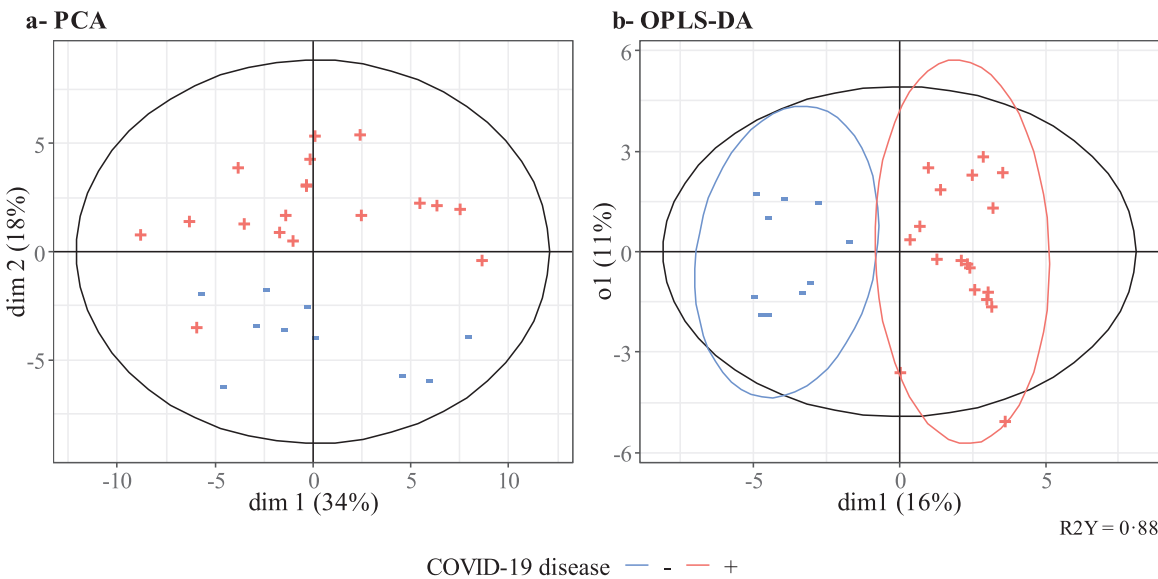 a- PCA
b- OPLS-DA
dim 2 (18%)
5
0
-5
-10
-5
0
5
10
dim 1 (34%)
o1 (11%)
6
3
0
-3
-6
-5
0
5
dim1 (16%)
R2Y = 0·88
COVID-19 disease - +